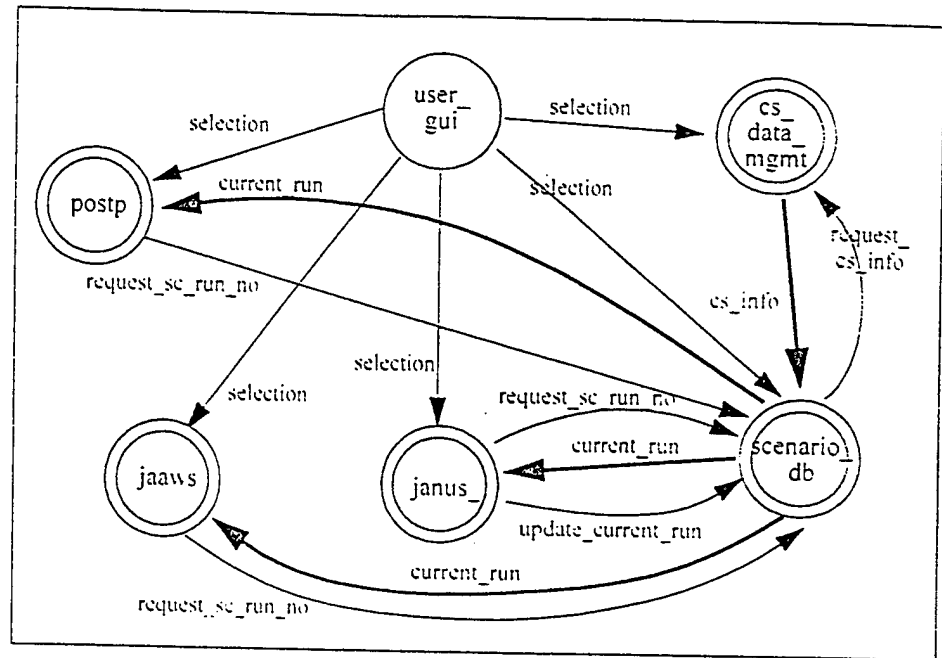 user_
gui
selection
selection
cs_
data_
mgmt
postp
current_run
selection
request_
cs_info
request_sc_run_no
cs_info
selection
selection
request_sc_run_no
current_run
scenario_
db
jaaws
janus_
update_current_run
current_run
request_sc_run_no